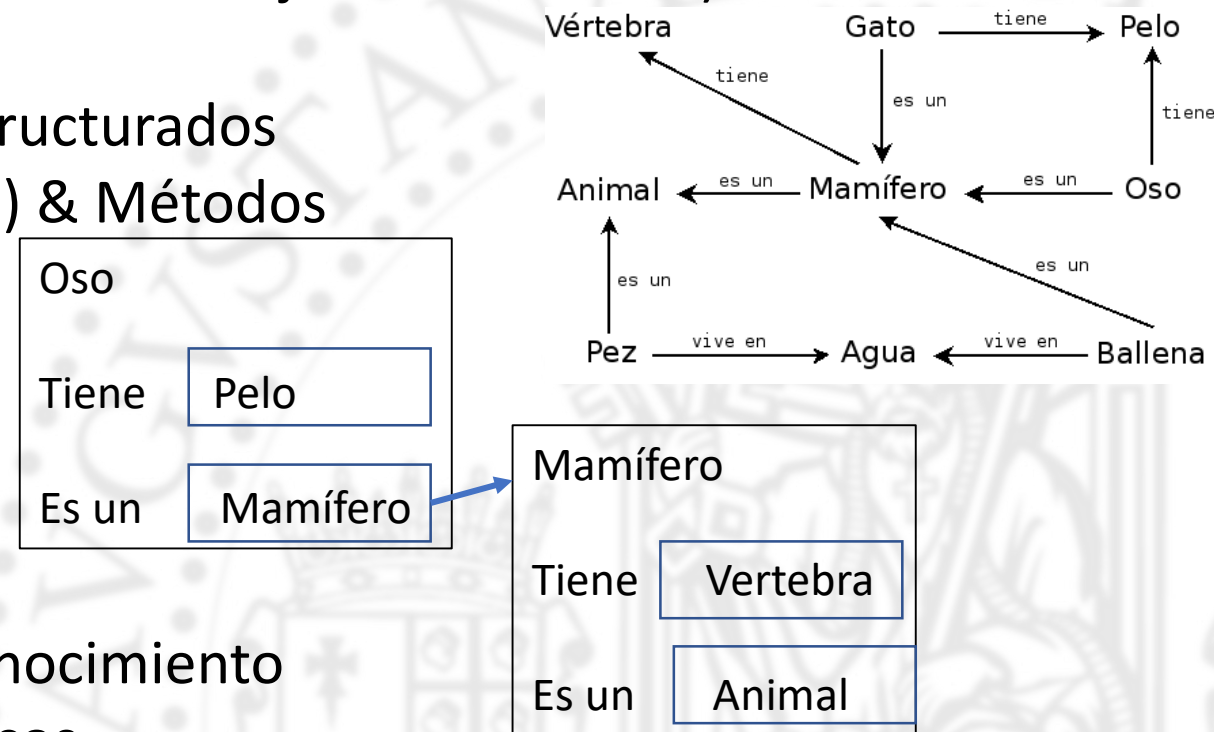 Vértebra Gato tiene Pelo
tiene
es un
tiene
ructurados
Animal es un Mamífero es un Oso
) & Métodos
Oso
es un
es un
Pez vive en Agua vive en Ballena
Tiene Pelo
Mamífero
Es un Mamífero
Tiene Vertebra
nocimiento
Es un Animal